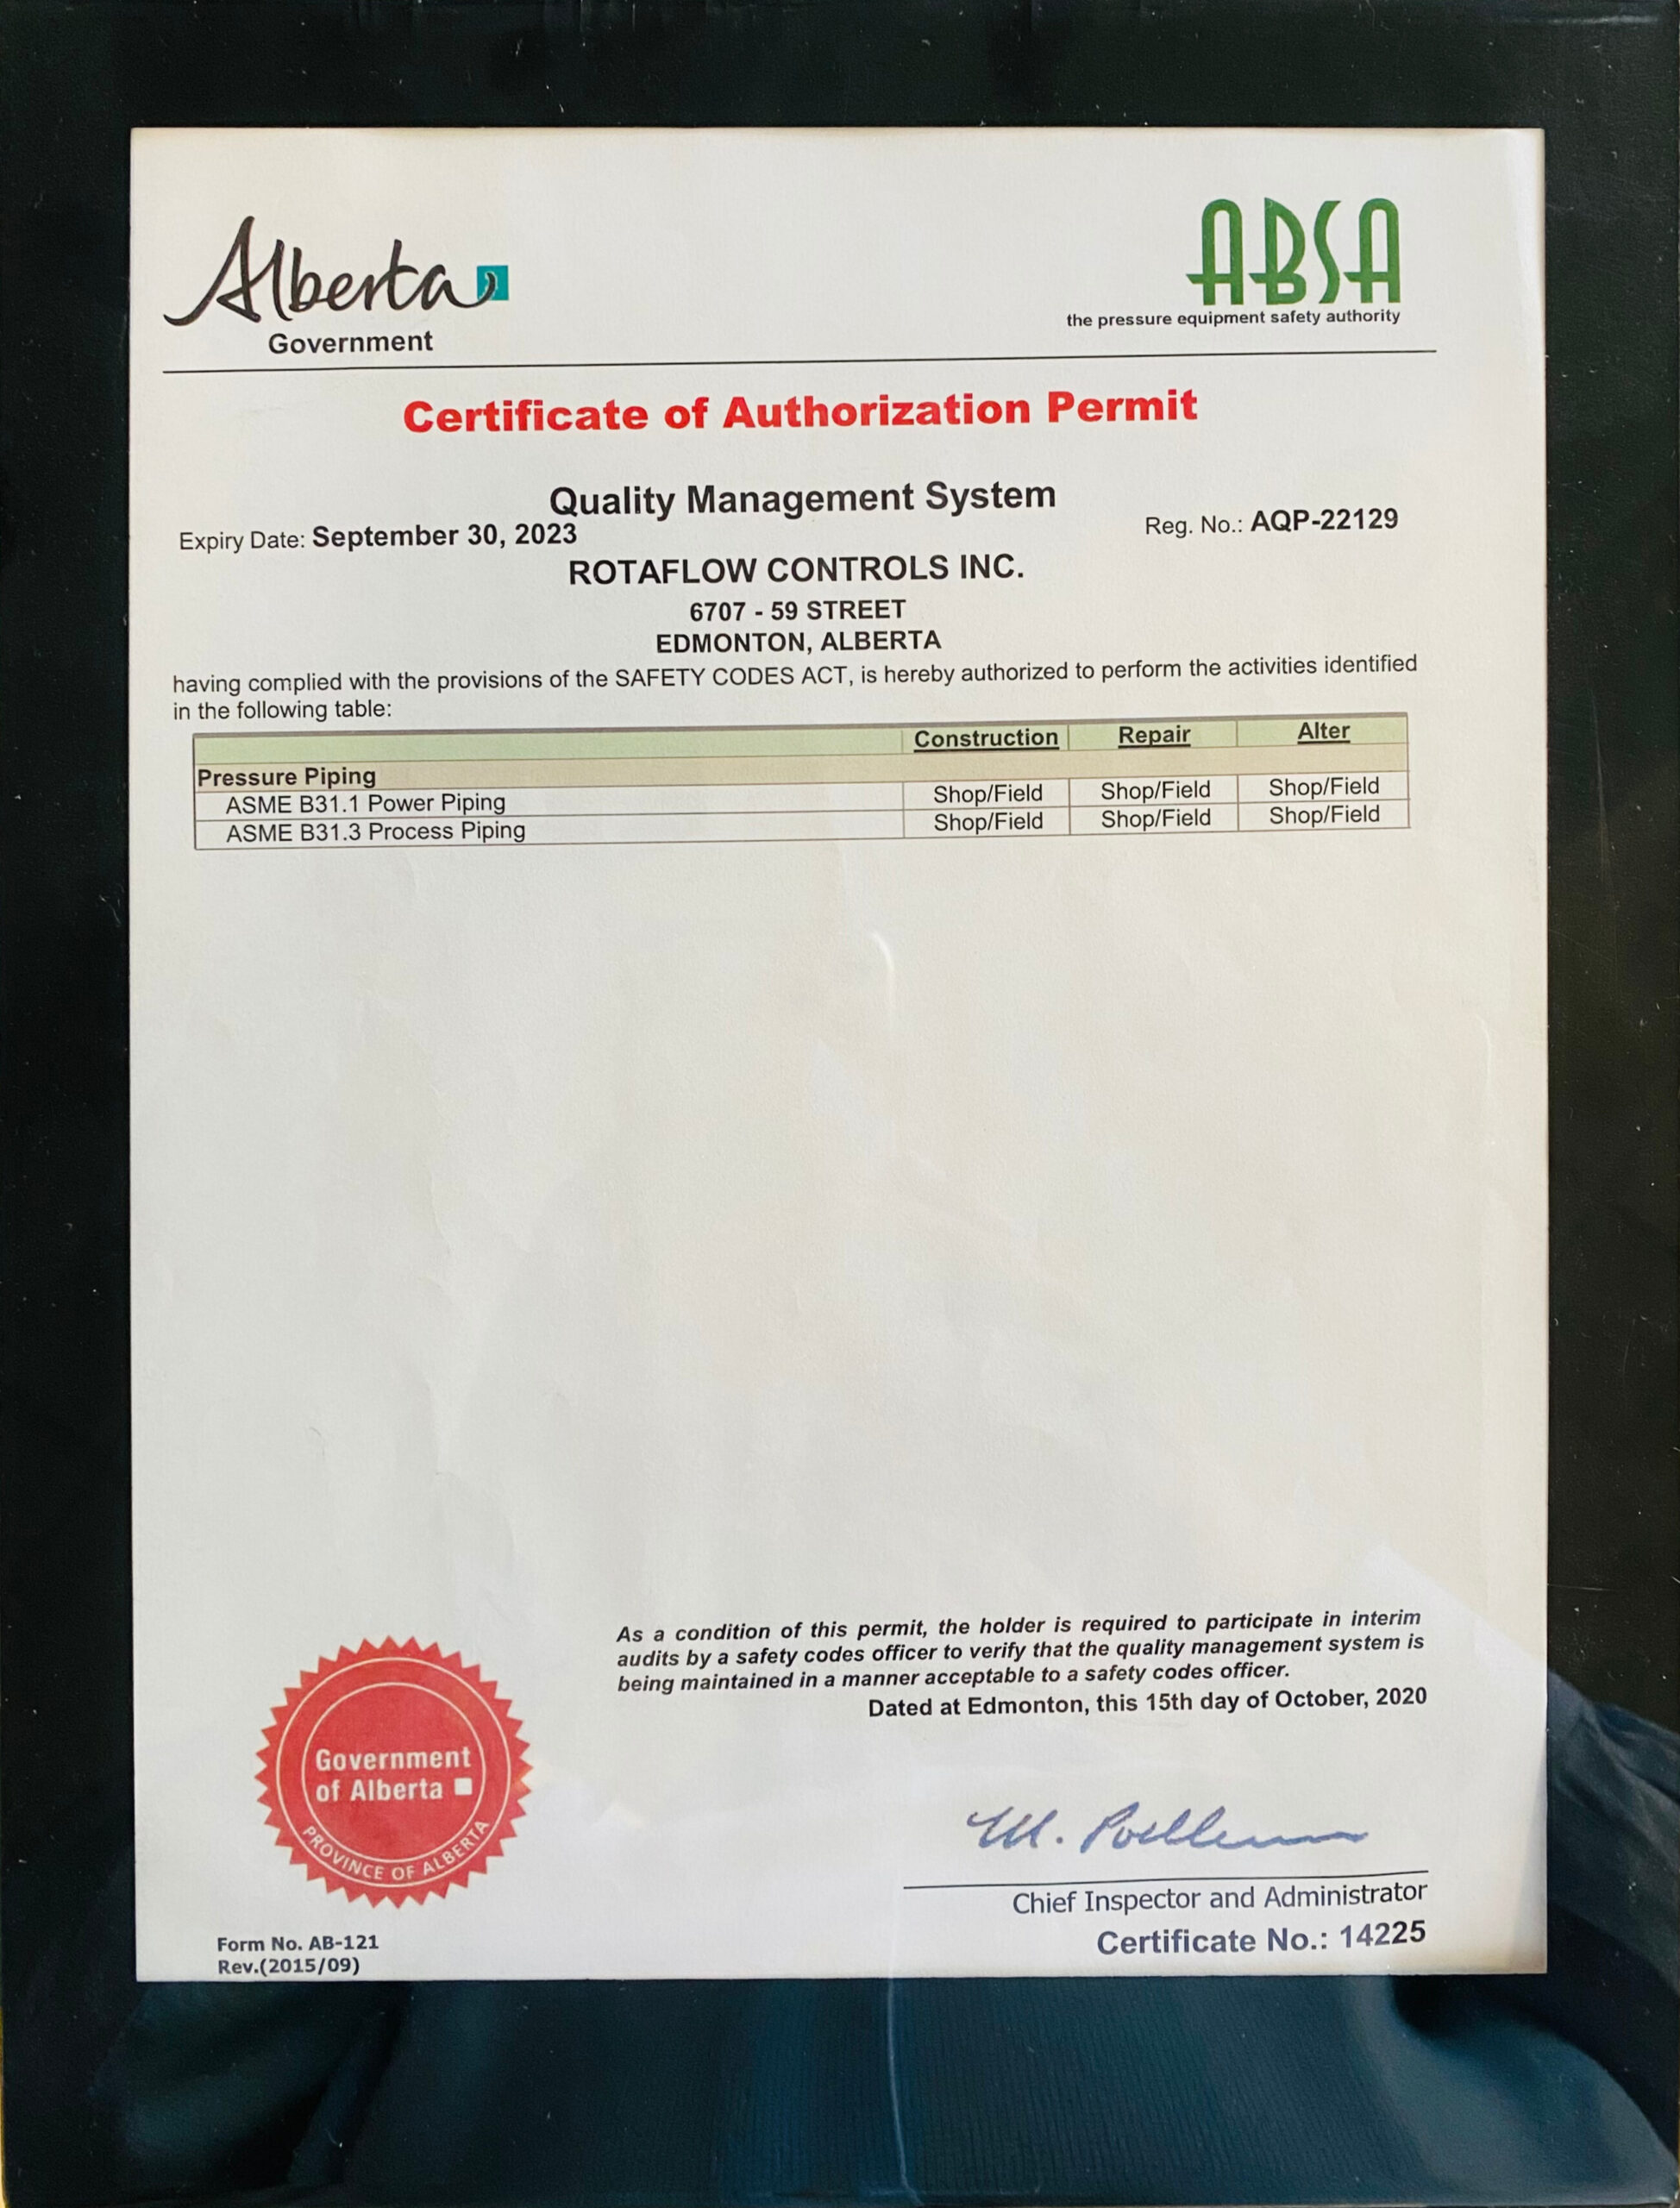 Alberta
Government
ABSA
the pressure equipment safety authority
Certificate of Authorization Permit
Quality Management System
Expiry Date: September 30, 2023
Reg. No.: AQP-22129
ROTAFLOW CONTROLS INC.
6707 - 59 STREET
EDMONTON, ALBERTA
having complied with the provisions of the SAFETY CODES ACT, is hereby authorized to perform the activities identified
in the following table:
Construction Repair Alter
Pressure Piping
ASME B31.1 Power Piping Shop/Field Shop/Field Shop/Field
ASME B31.3 Process Piping Shop/Field Shop/Field Shop/Field
As a condition of this permit, the holder is required to participate in interim
audits by a safety codes officer to verify that the quality management system is
being maintained in a manner acceptable to a safety codes officer.
Dated at Edmonton, this 15th day of October, 2020
Government
of Alberta
PROVINCE OF ALBERTA
M.
Chief Inspector and Administrator
Certificate No.: 14225
Form No. AB-121
Rev.(2015/09)